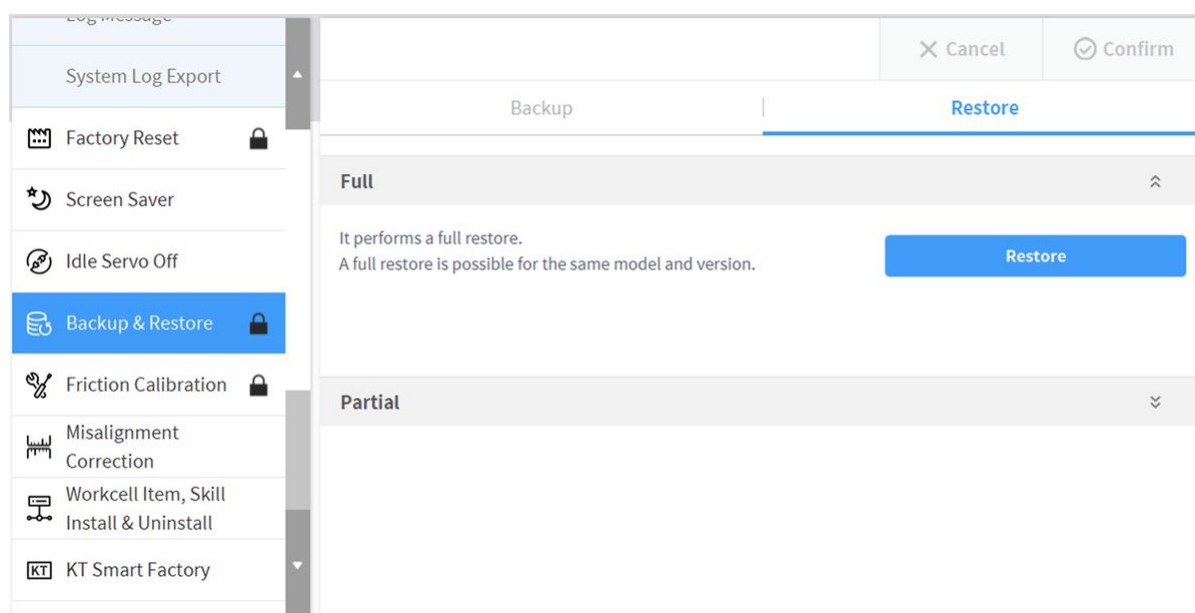 Log Message
System Log Export
Factory Reset
Screen Saver
Idle Servo Off
Backup & Restore
Friction Calibration
Misalignment
Correction
Workcell Item, Skill
Install & Uninstall
KT KT Smart Factory
Cancel
Confirm
Backup
Restore
Full
It performs a full restore.
A full restore is possible for the same model and version.
Restore
Partial